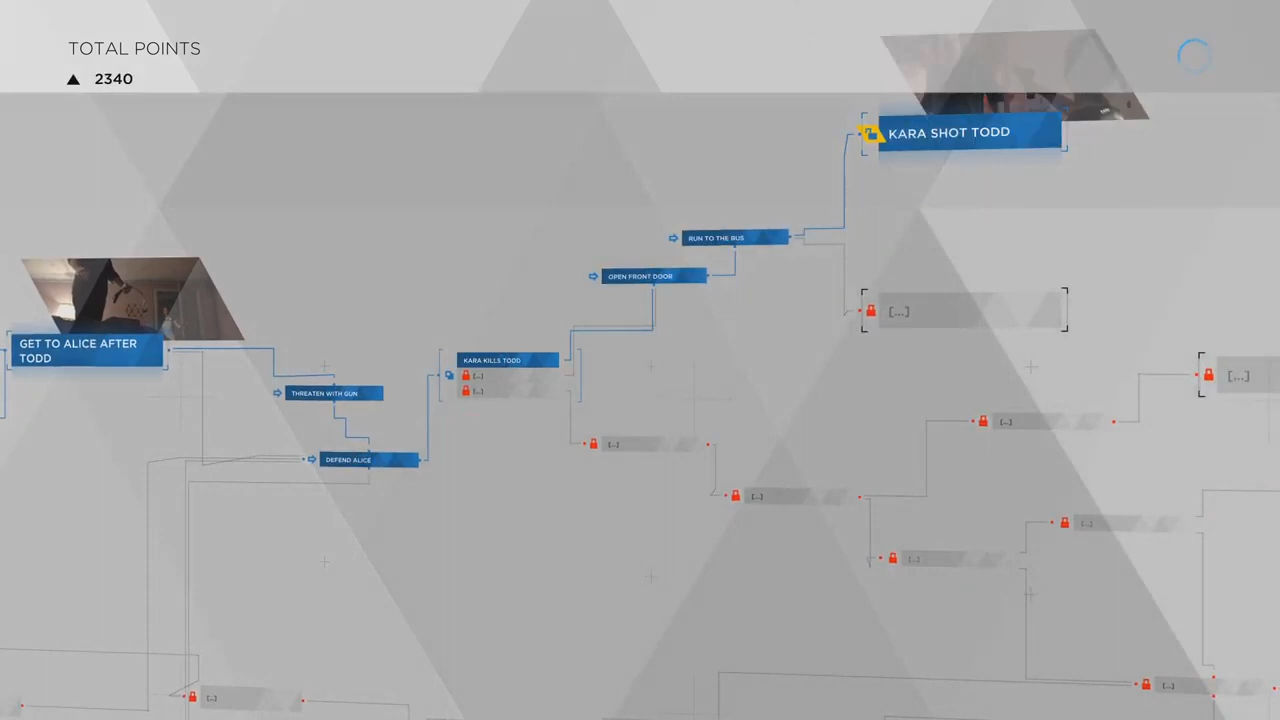 TOTAL POINTS
2340
KARA SHOT TODD
RUN TO THE BUS
OPEN FRONT DOOR
[...]
GET TO ALICE AFTER
TODD
KARA KILLS TODD
[...]
[...]
[...]
THREATEN WITH GUN
[...]
[...]
DEFEND ALICE
[...]
[...]
[...]
[...]
[...]